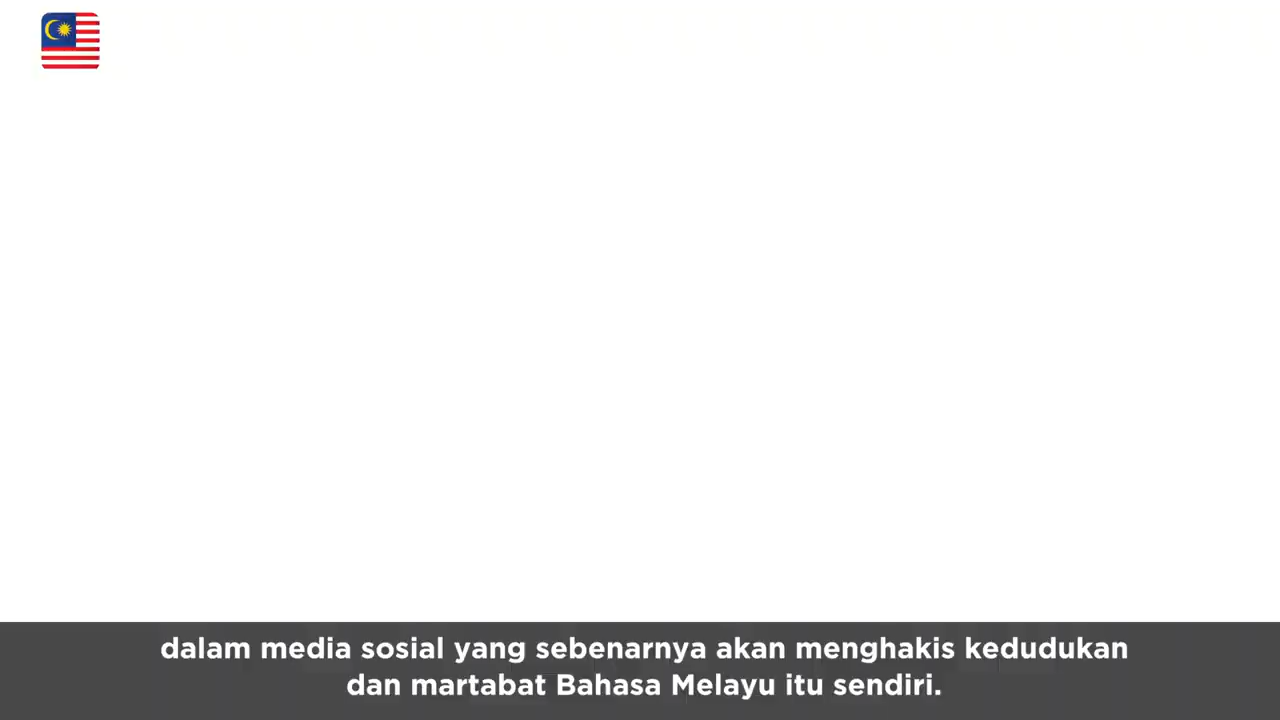 dalam media sosial yang sebenarnya akan menghakis kedudukan
dan martabat Bahasa Melayu itu sendiri.